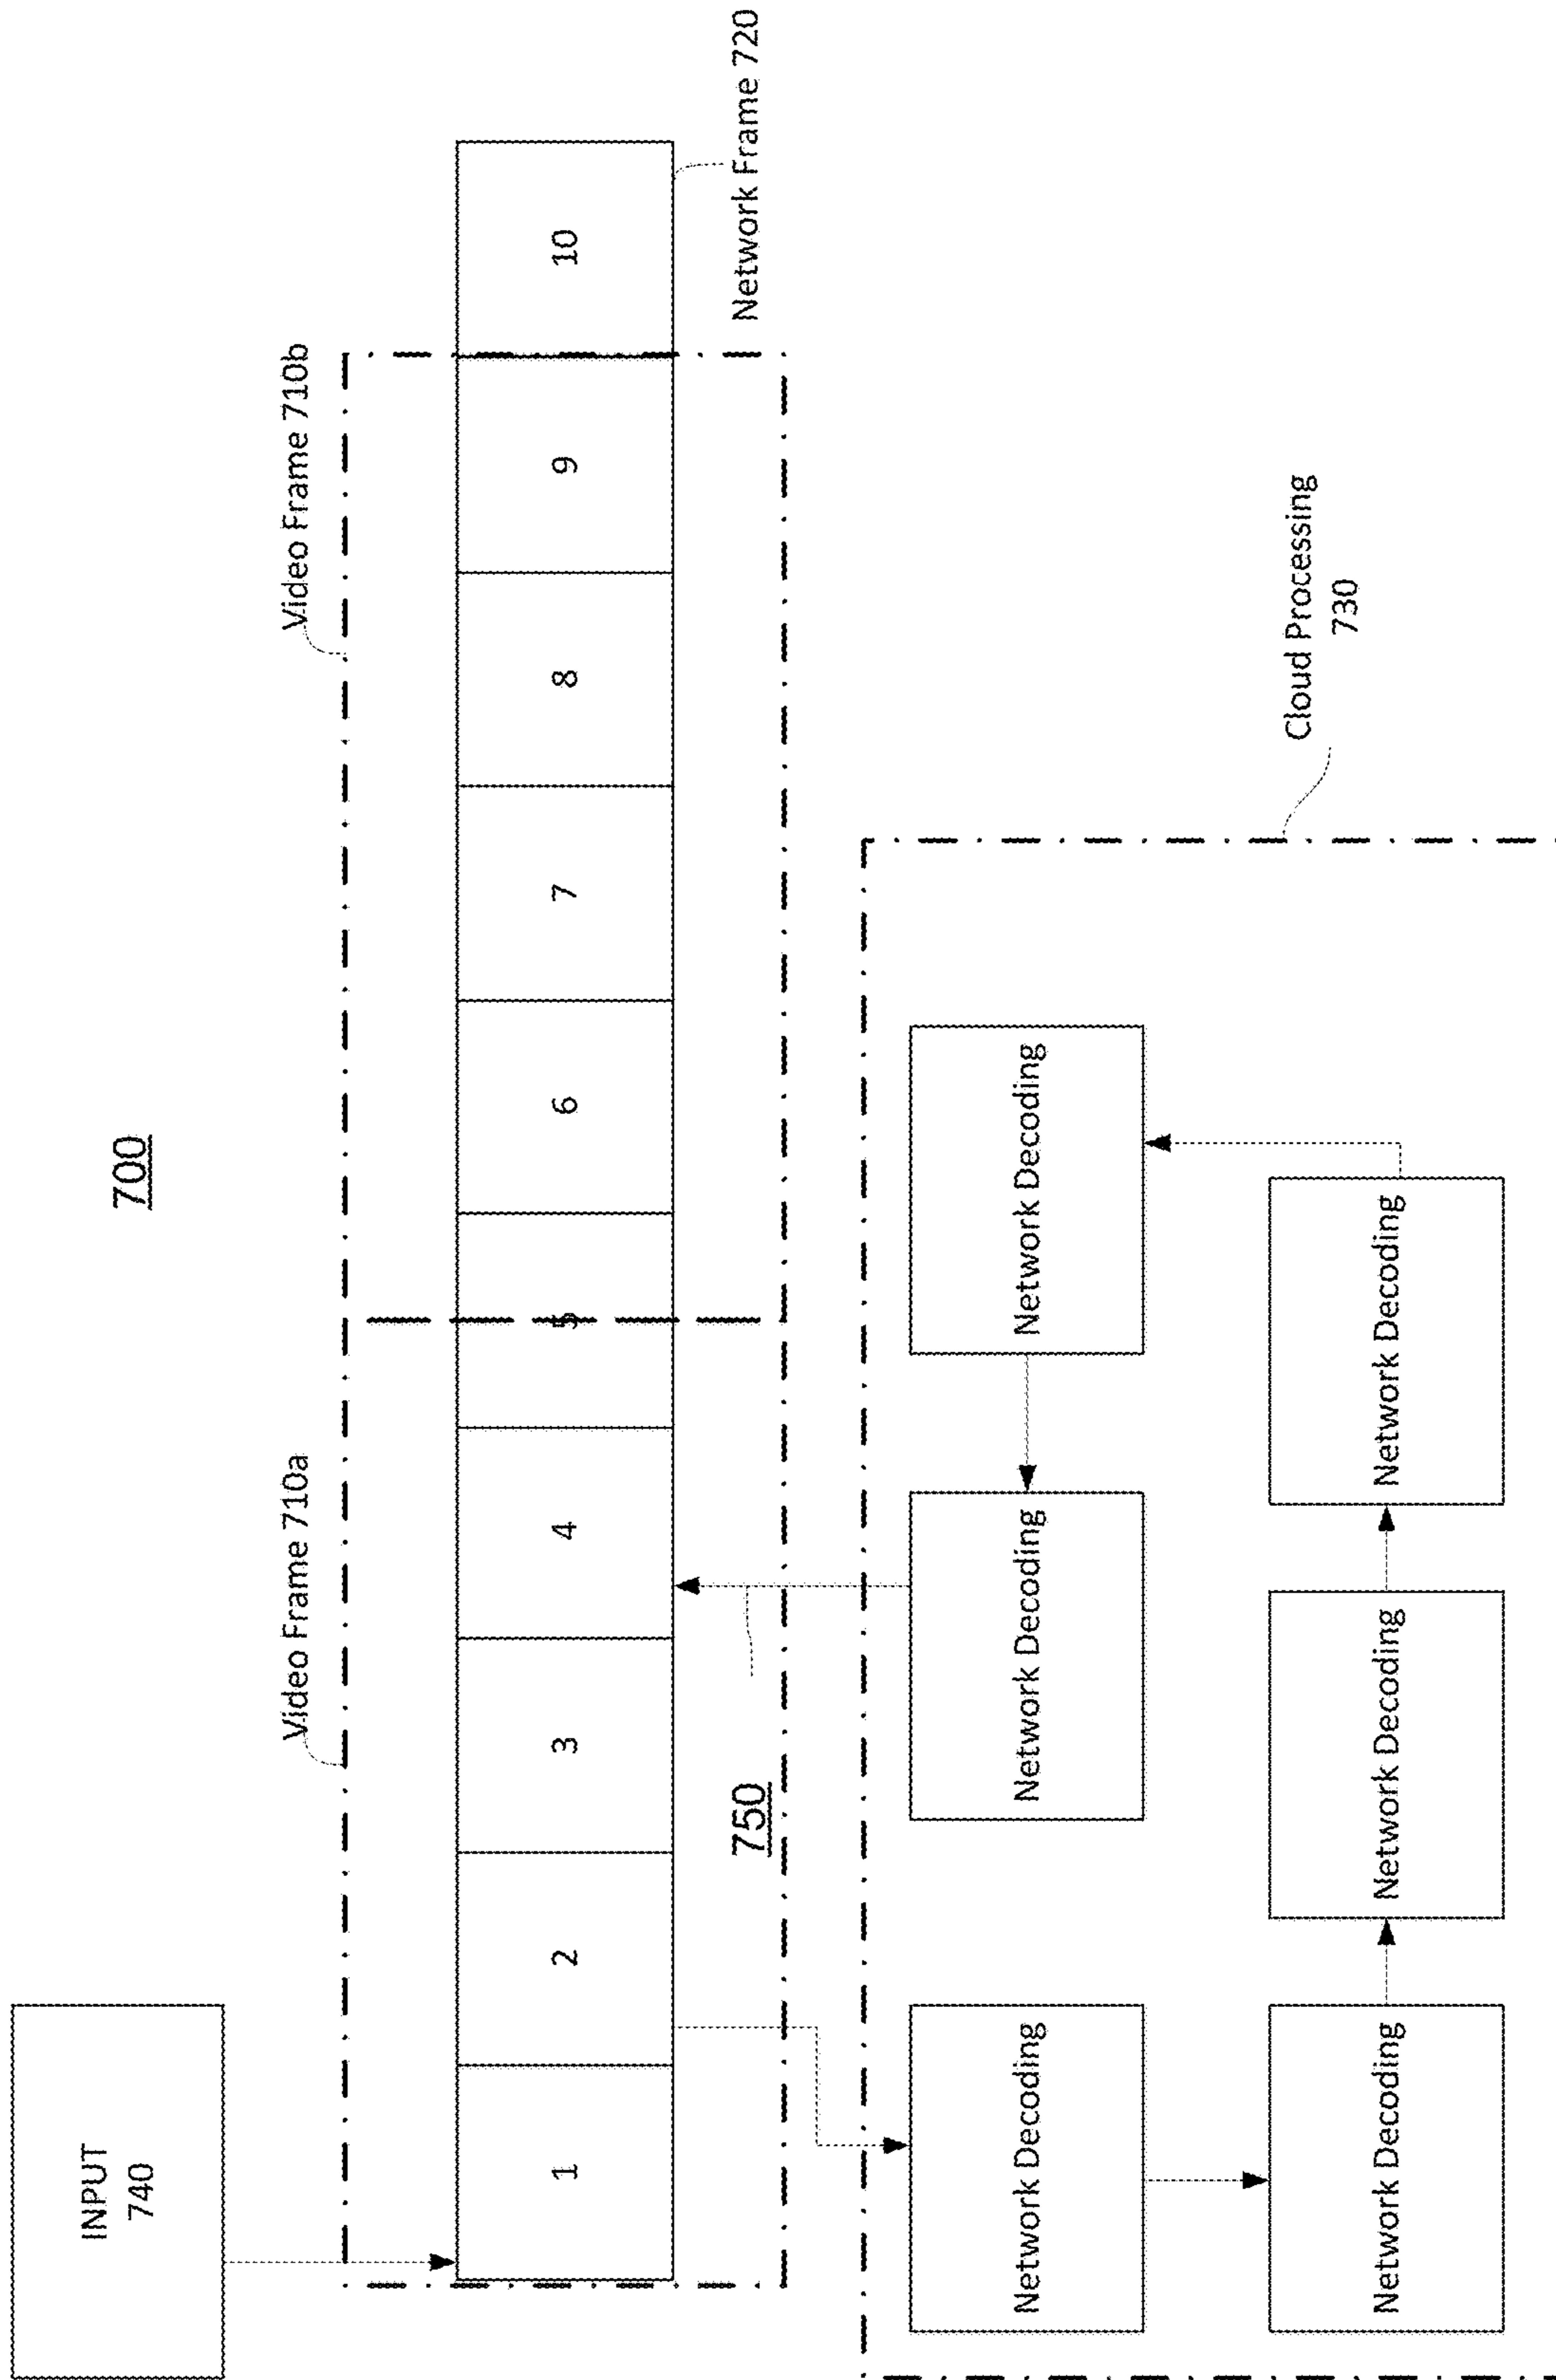 700
INPUT
740
Video Frame 710a
Video Frame 710b
1
2
3
4
5
6
7
8
9
10
Network Frame 720
750
Cloud Processing
730
Network Decoding
Network Decoding
Network Decoding
Network Decoding
Network Decoding
Network Decoding